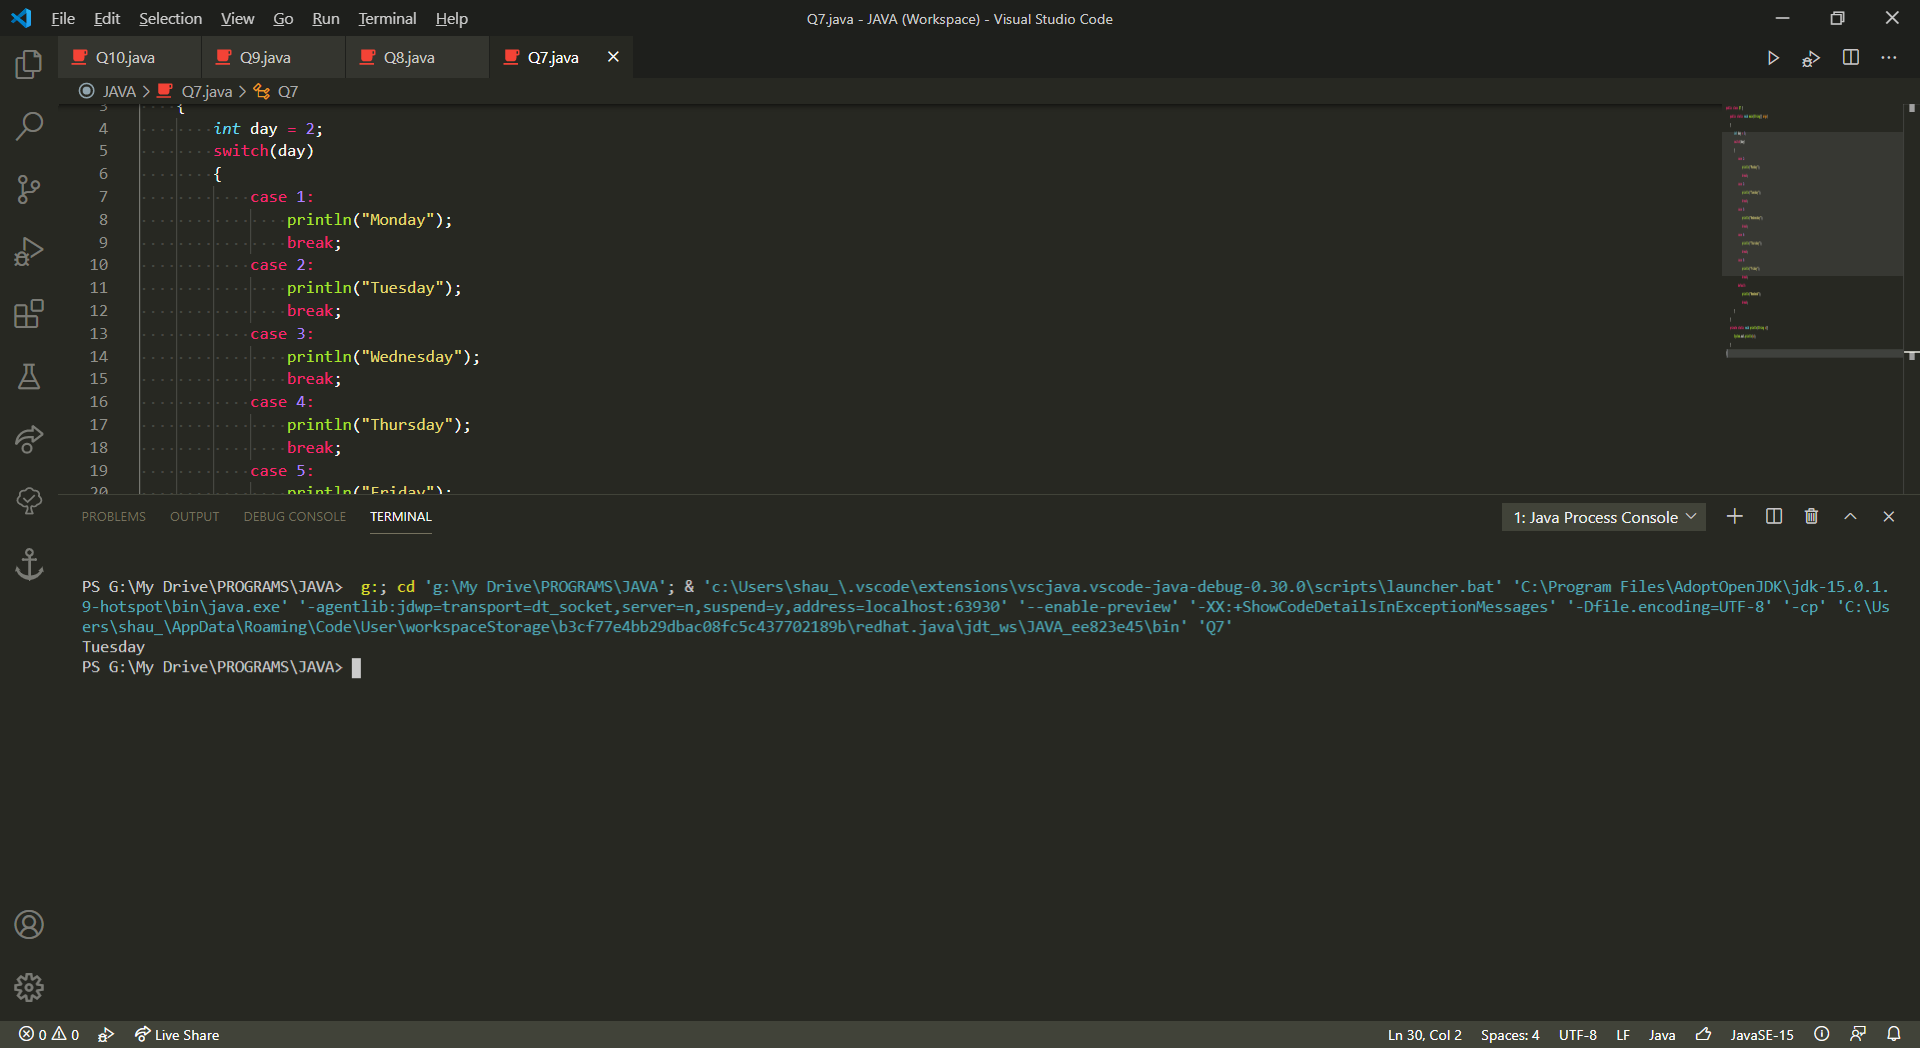 File Edit Selection View Go Run Terminal Help
Q7.java - JAVA (Workspace) - Visual Studio Code
Q10.java Q9.java Q8.java Q7.java
JAVA > Q7.java > Q7
3 {
4 int day = 2;
5 switch(day)
6 {
7 case 1:
8 println("Monday");
9 break;
10 case 2:
11 println("Tuesday");
12 break;
13 case 3:
14 println("Wednesday");
15 break;
16 case 4:
17 println("Thursday");
18 break;
19 case 5:
20 println("Friday");
PROBLEMS OUTPUT DEBUG CONSOLE TERMINAL
1: Java Process Console
PS G:\My Drive\PROGRAMS\JAVA>  g:; cd 'g:\My Drive\PROGRAMS\JAVA'; & 'c:\Users\shau_\.vscode\extensions\vscjava.vscode-java-debug-0.30.0\scripts\launcher.bat' 'C:\Program Files\AdoptOpenJDK\jdk-15.0.1.
9-hotspot\bin\java.exe' '-agentlib:jdwp=transport=dt_socket,server=n,suspend=y,address=localhost:63930' '--enable-preview' '-XX:+ShowCodeDetailsInExceptionMessages' '-Dfile.encoding=UTF-8' '-cp' 'C:\Us
ers\shau_\AppData\Roaming\Code\User\workspaceStorage\b3cf77e4bb29dbac08fc5c437702189b\redhat.java\jdt_ws\JAVA_ee823e45\bin' 'Q7'
Tuesday
PS G:\My Drive\PROGRAMS\JAVA>
0 0 Live Share
Ln 30, Col 2 Spaces: 4 UTF-8 LF Java JavaSE-15